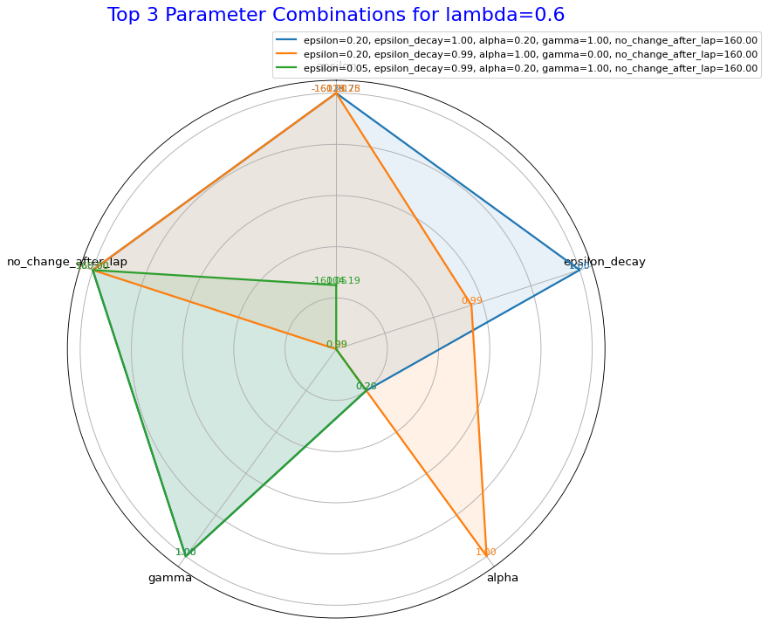 Top 3 Parameter Combinations for lambda=0.6
epsilon=0.20, epsilon_decay=1.00, alpha=0.20, gamma=1.00, no_change_after_lap=160.00
epsilon=0.20, epsilon_decay=0.99, alpha=1.00, gamma=0.00, no_change_after_lap=160.00
epsilon=0.05, epsilon_decay=0.99, alpha=0.20, gamma=1.00, no_change_after_lap=160.00
no_change_after_lap
epsilon_decay
160.00
1.00
0.99
0.99
0.20
1.00
1.00
gamma
alpha